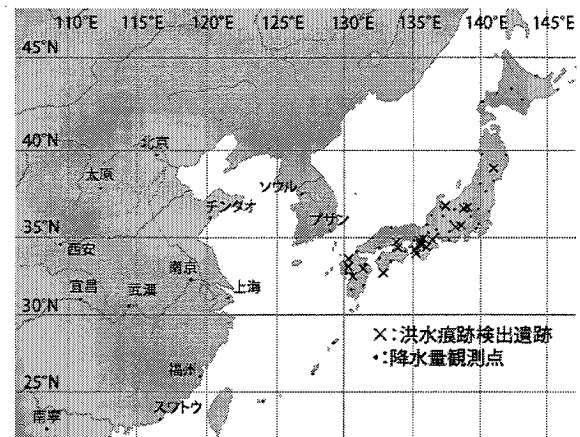 110°E 115°E 120°E 125°E 130°E 135°E 140°E 145°E
45°N
40°N
北京
太原
ソウル
チンタオ
プサン
35°N
西安
南京
宜昌
武漢
上海
30°N
×:洪水痕跡検出遺跡
・:降水量観測点
福州
25°N
スワトウ
南寧